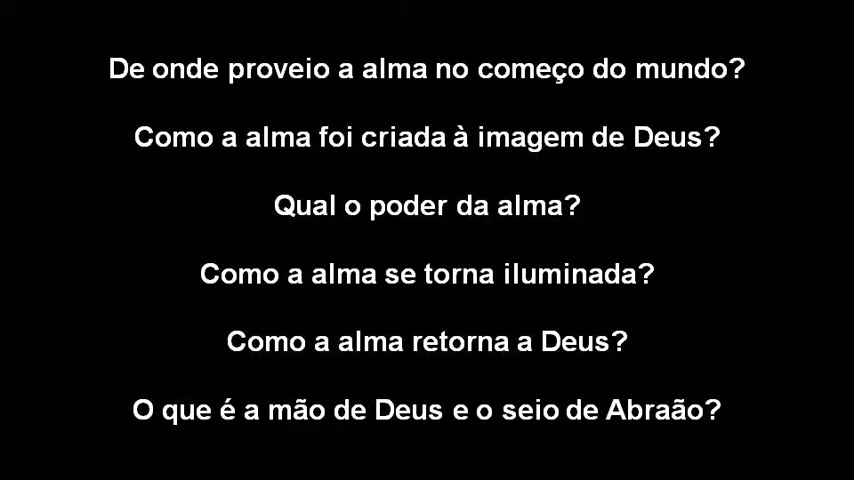 De onde proveio a alma no começo do mundo?
Como a alma foi criada à imagem de Deus?
Qual o poder da alma?
Como a alma se torna iluminada?
Como a alma retorna a Deus?
O que é a mão de Deus e o seio de Abraão?